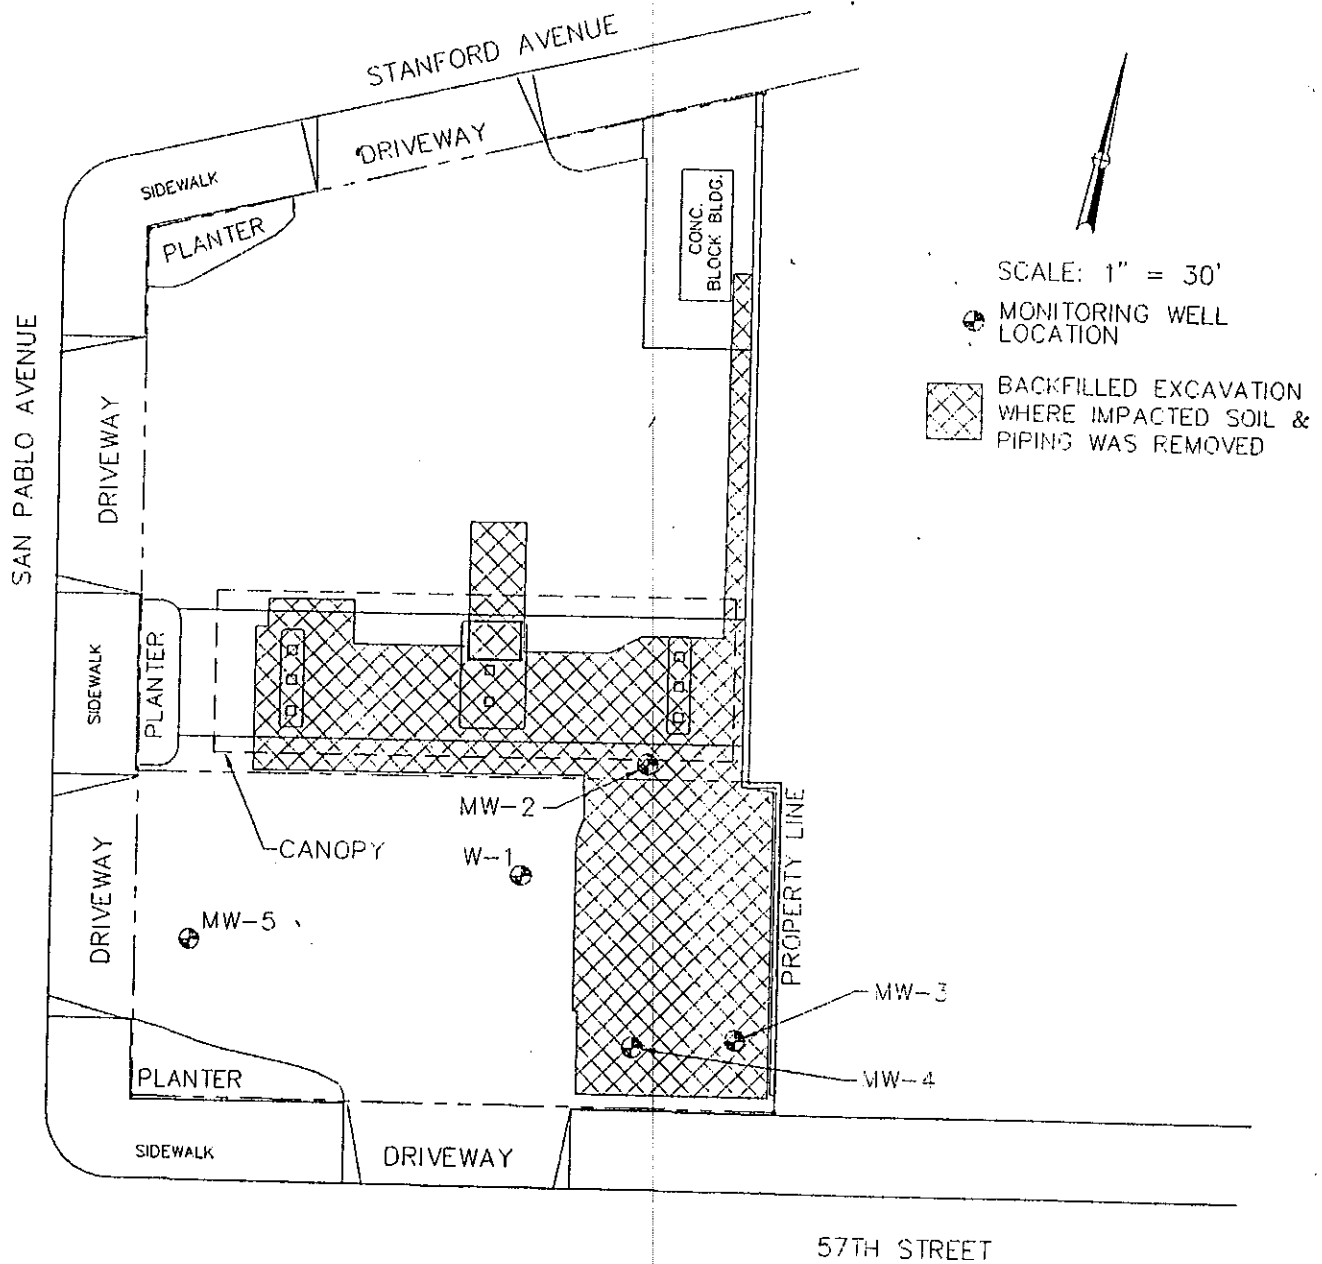 STANFORD AVENUE
DRIVEWAY
SIDEWALK
PLANTER
CONC.
BLOCK BLDG.
SCALE: 1" = 30'
MONITORING WELL
LOCATION
BACKFILLED EXCAVATION
WHERE IMPACTED SOIL &
PIPING WAS REMOVED
SAN PABLO AVENUE
DRIVEWAY
SIDEWALK
PLANTER
MW-2
CANOPY
W-1
PROPERTY LINE
DRIVEWAY
MW-5
MW-3
MW-4
PLANTER
SIDEWALK
DRIVEWAY
57TH STREET